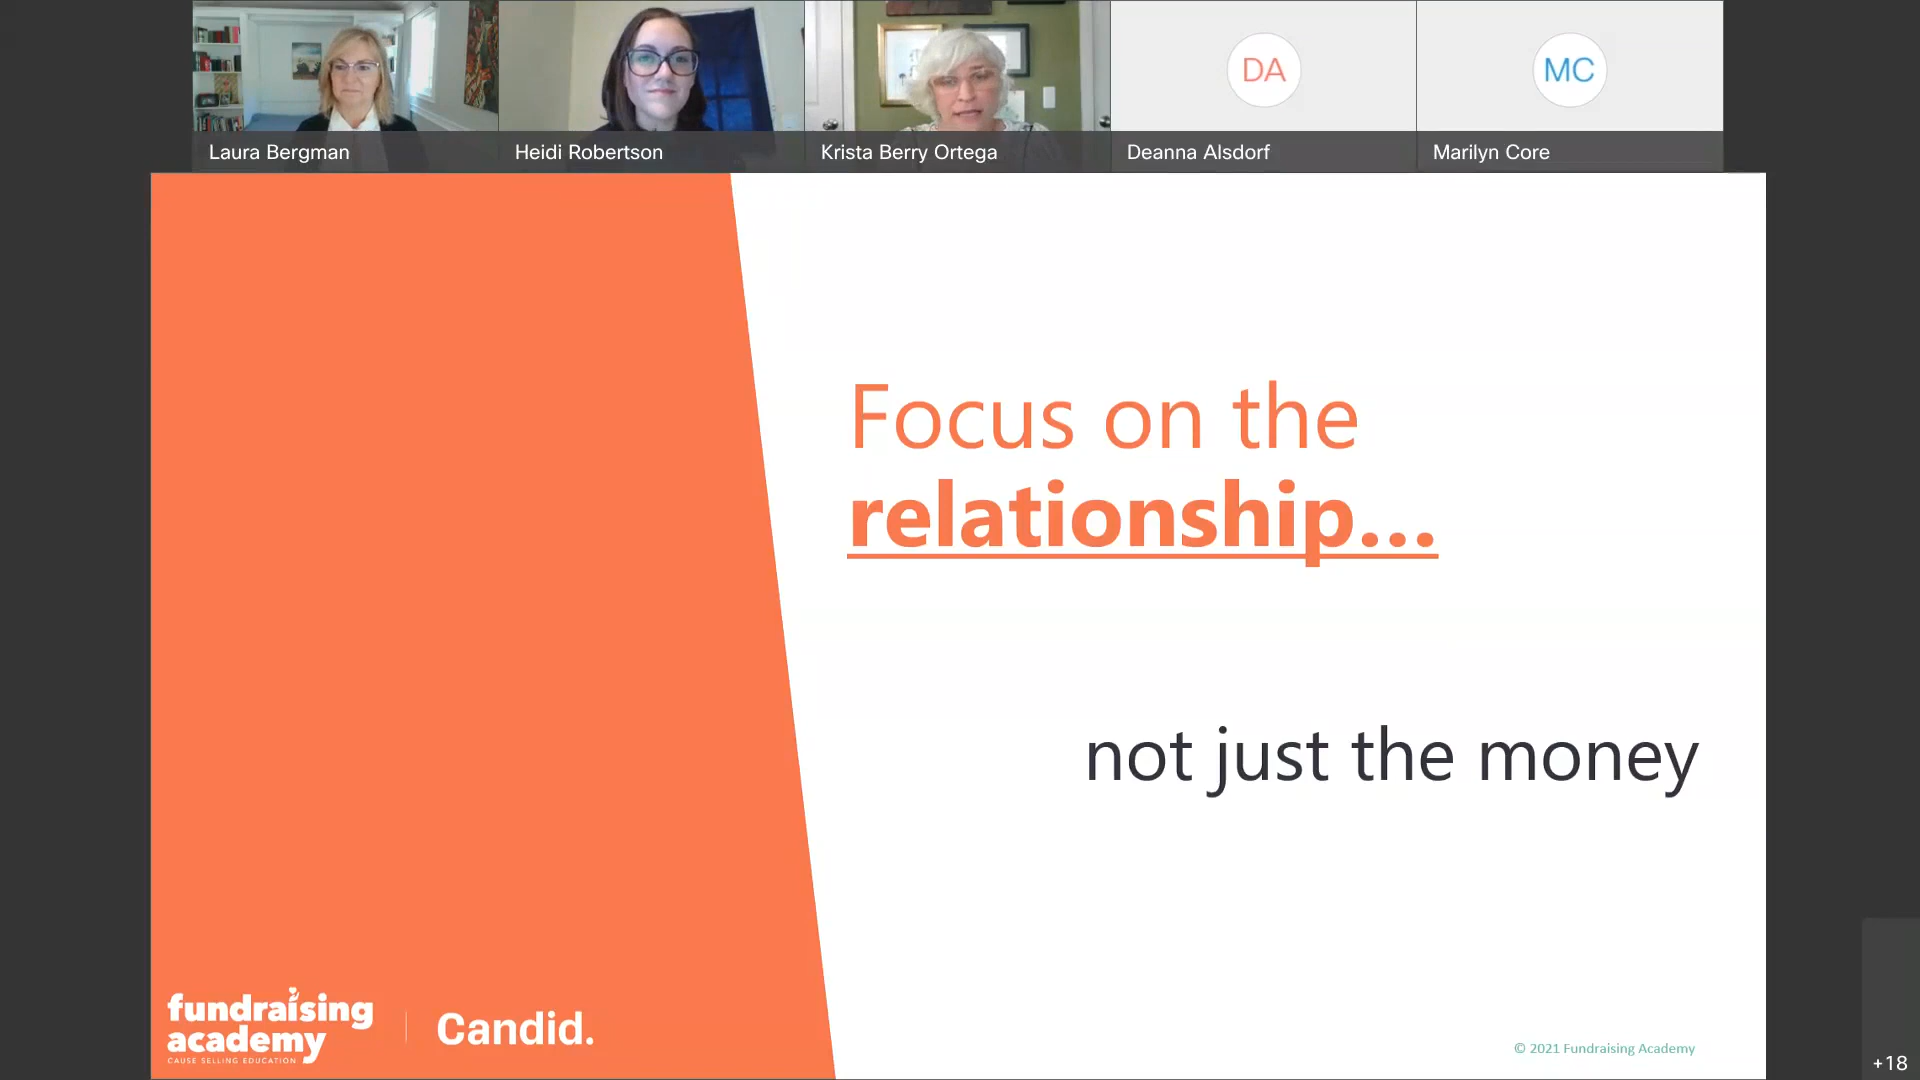 DA
MC
Laura Bergman
Heidi Robertson
Krista Berry Ortega
Deanna Alsdorf
Marilyn Core
Focus on the
relationship...
not just the money
fundraising
academy
CAUSE SELLING EDUCATION
Candid.
© 2021 Fundraising Academy
+18